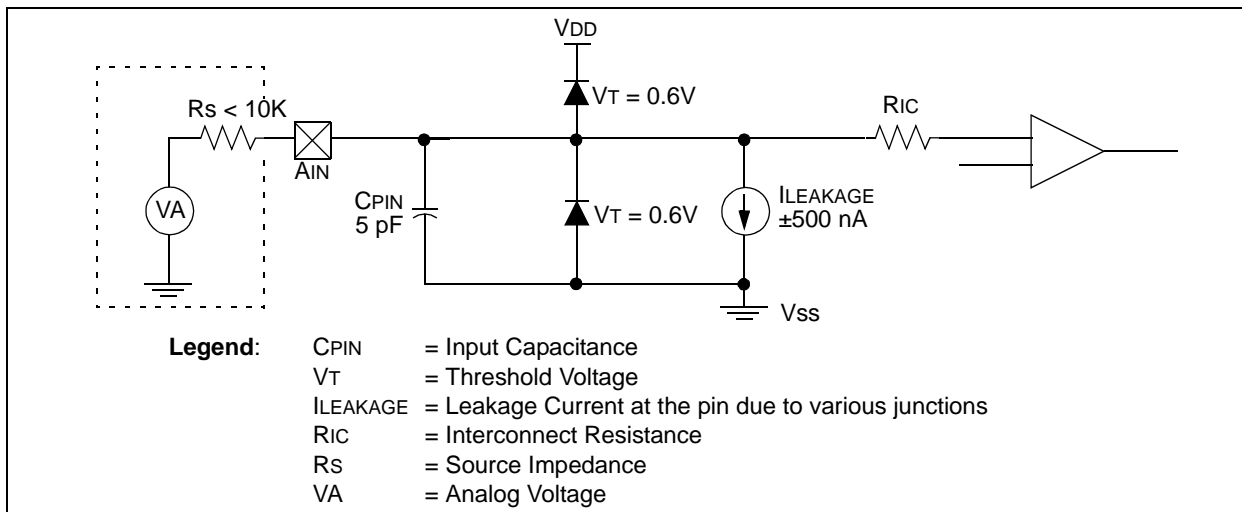 VDD
VT = 0.6V
RS < 10K
RIC
AIN
VA
CPIN
5 pF
VT = 0.6V
ILEAKAGE
±500 nA
VSS
Legend:
CPIN = Input Capacitance
VT = Threshold Voltage
ILEAKAGE = Leakage Current at the pin due to various junctions
RIC = Interconnect Resistance
RS = Source Impedance
VA = Analog Voltage